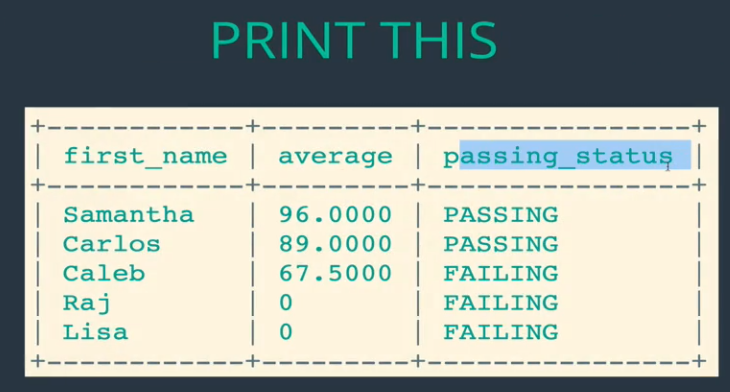 PRINT THIS
+------------+---------+----------------+
| first_name | average | passing_status |
+------------+---------+----------------+
| Samantha   | 96.0000 | PASSING        |
| Carlos     | 89.0000 | PASSING        |
| Caleb      | 67.5000 | FAILING        |
| Raj        | 0       | FAILING        |
| Lisa       | 0       | FAILING        |
+------------+---------+----------------+